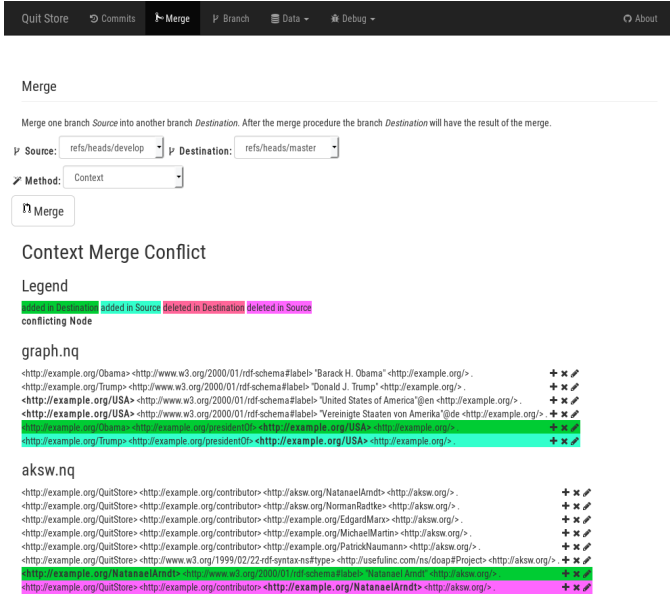 Quit Store Commits Merge Branch Data Debug About
Merge
Merge one branch Source into another branch Destination. After the merge procedure the branch Destination will have the result of the merge.
Source: refs/heads/develop Destination: refs/heads/master
Method: Context
Merge
Context Merge Conflict
Legend
added in Destination added in Source deleted in Destination deleted in Source
conflicting Node
graph.nq
<http://example.org/Obama> <http://www.w3.org/2000/01/rdf-schema#label> "Barack H. Obama" <http://example.org/> .
<http://example.org/Trump> <http://www.w3.org/2000/01/rdf-schema#label> "Donald J. Trump" <http://example.org/> .
<http://example.org/USA> <http://www.w3.org/2000/01/rdf-schema#label> "United States of America"@en <http://example.org/> .
<http://example.org/USA> <http://www.w3.org/2000/01/rdf-schema#label> "Vereinigte Staaten von Amerika"@de <http://example.org/> .
<http://example.org/Obama> <http://example.org/presidentOf> <http://example.org/USA> <http://example.org/> .
<http://example.org/Trump> <http://example.org/presidentOf> <http://example.org/USA> <http://example.org/> .
aksw.nq
<http://example.org/QuitStore> <http://example.org/contributor> <http://aksw.org/NatanaelArndt> <http://aksw.org/> .
<http://example.org/QuitStore> <http://example.org/contributor> <http://aksw.org/NormanRadtke> <http://aksw.org/> .
<http://example.org/QuitStore> <http://example.org/contributor> <http://example.org/EdgardMarx> <http://aksw.org/> .
<http://example.org/QuitStore> <http://example.org/contributor> <http://example.org/MichaelMartin> <http://aksw.org/> .
<http://example.org/QuitStore> <http://example.org/contributor> <http://example.org/PatrickNaumann> <http://aksw.org/> .
<http://example.org/QuitStore> <http://www.w3.org/1999/02/22-rdf-syntax-ns#type> <http://usefulinc.com/ns/doap#Project> <http://aksw.org/> .
<http://example.org/NatanaelArndt> <http://www.w3.org/2000/01/rdf-schema#label> "Natanael Arndt" <http://aksw.org/> .
<http://example.org/QuitStore> <http://example.org/contributor> <http://example.org/NatanaelArndt> <http://aksw.org/> .